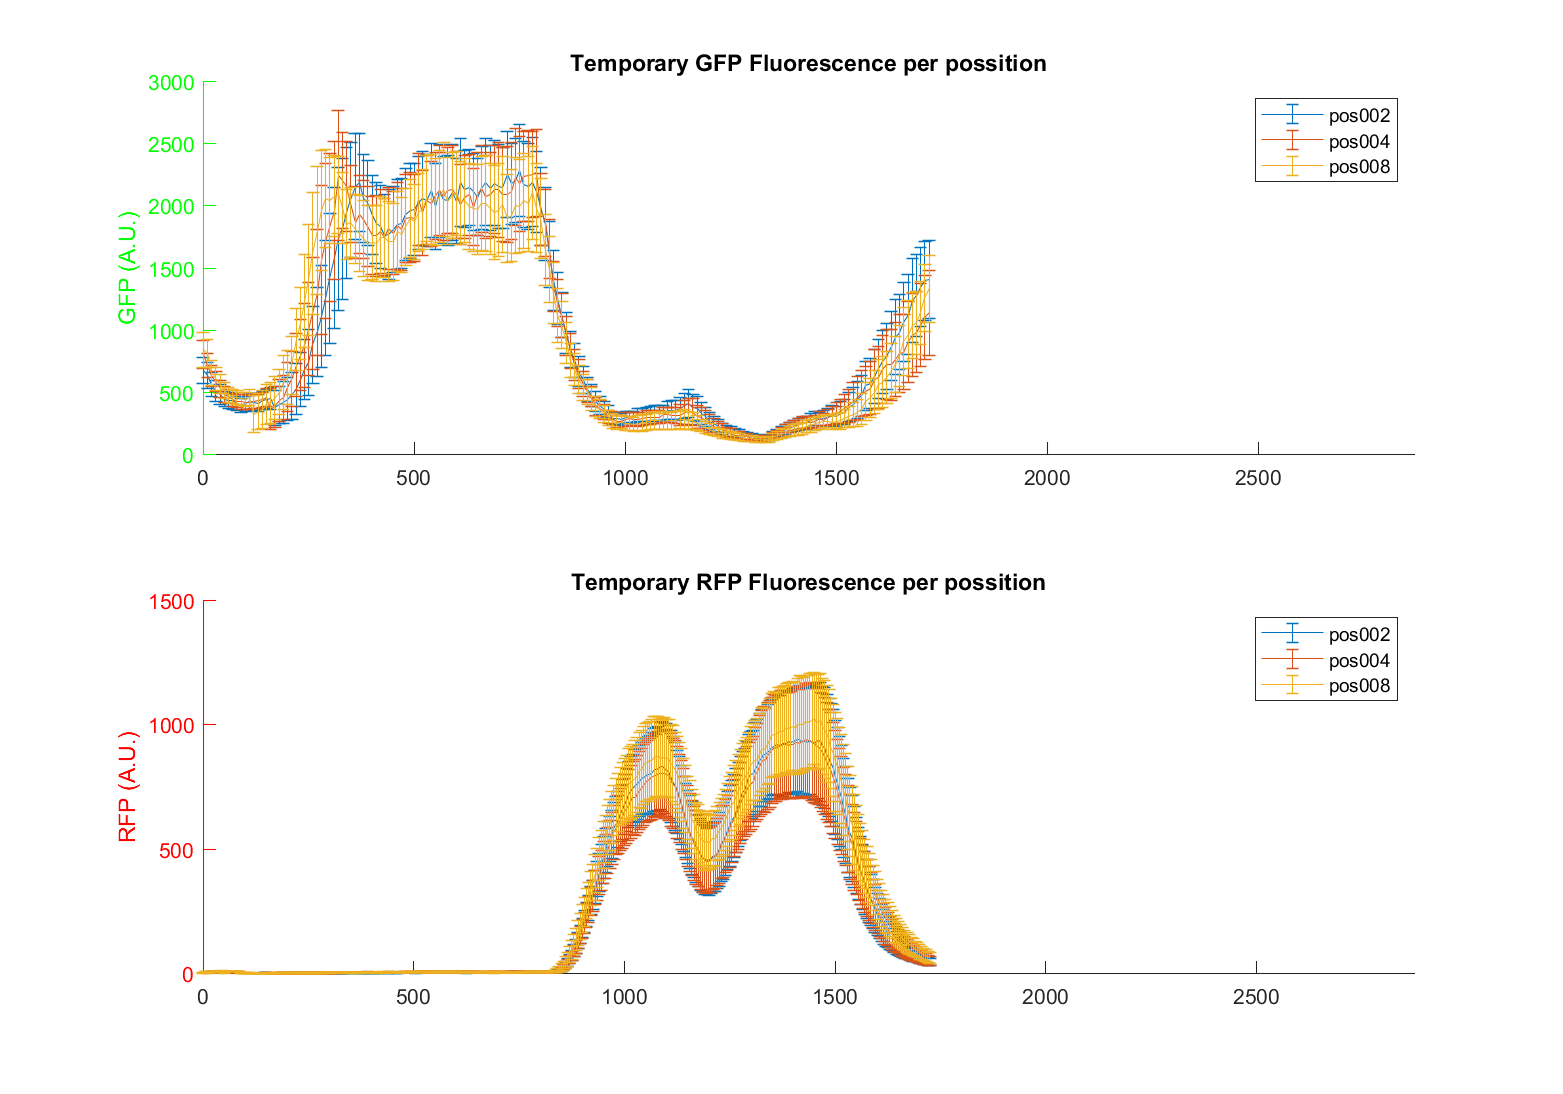 Temporary GFP Fluorescence per possition
3000
2500
2000
1500
1000
500
0
GFP (A.U.)
0 500 1000 1500 2000 2500
pos002
pos004
pos008
Temporary RFP Fluorescence per possition
1500
1000
500
0
RFP (A.U.)
0 500 1000 1500 2000 2500
pos002
pos004
pos008